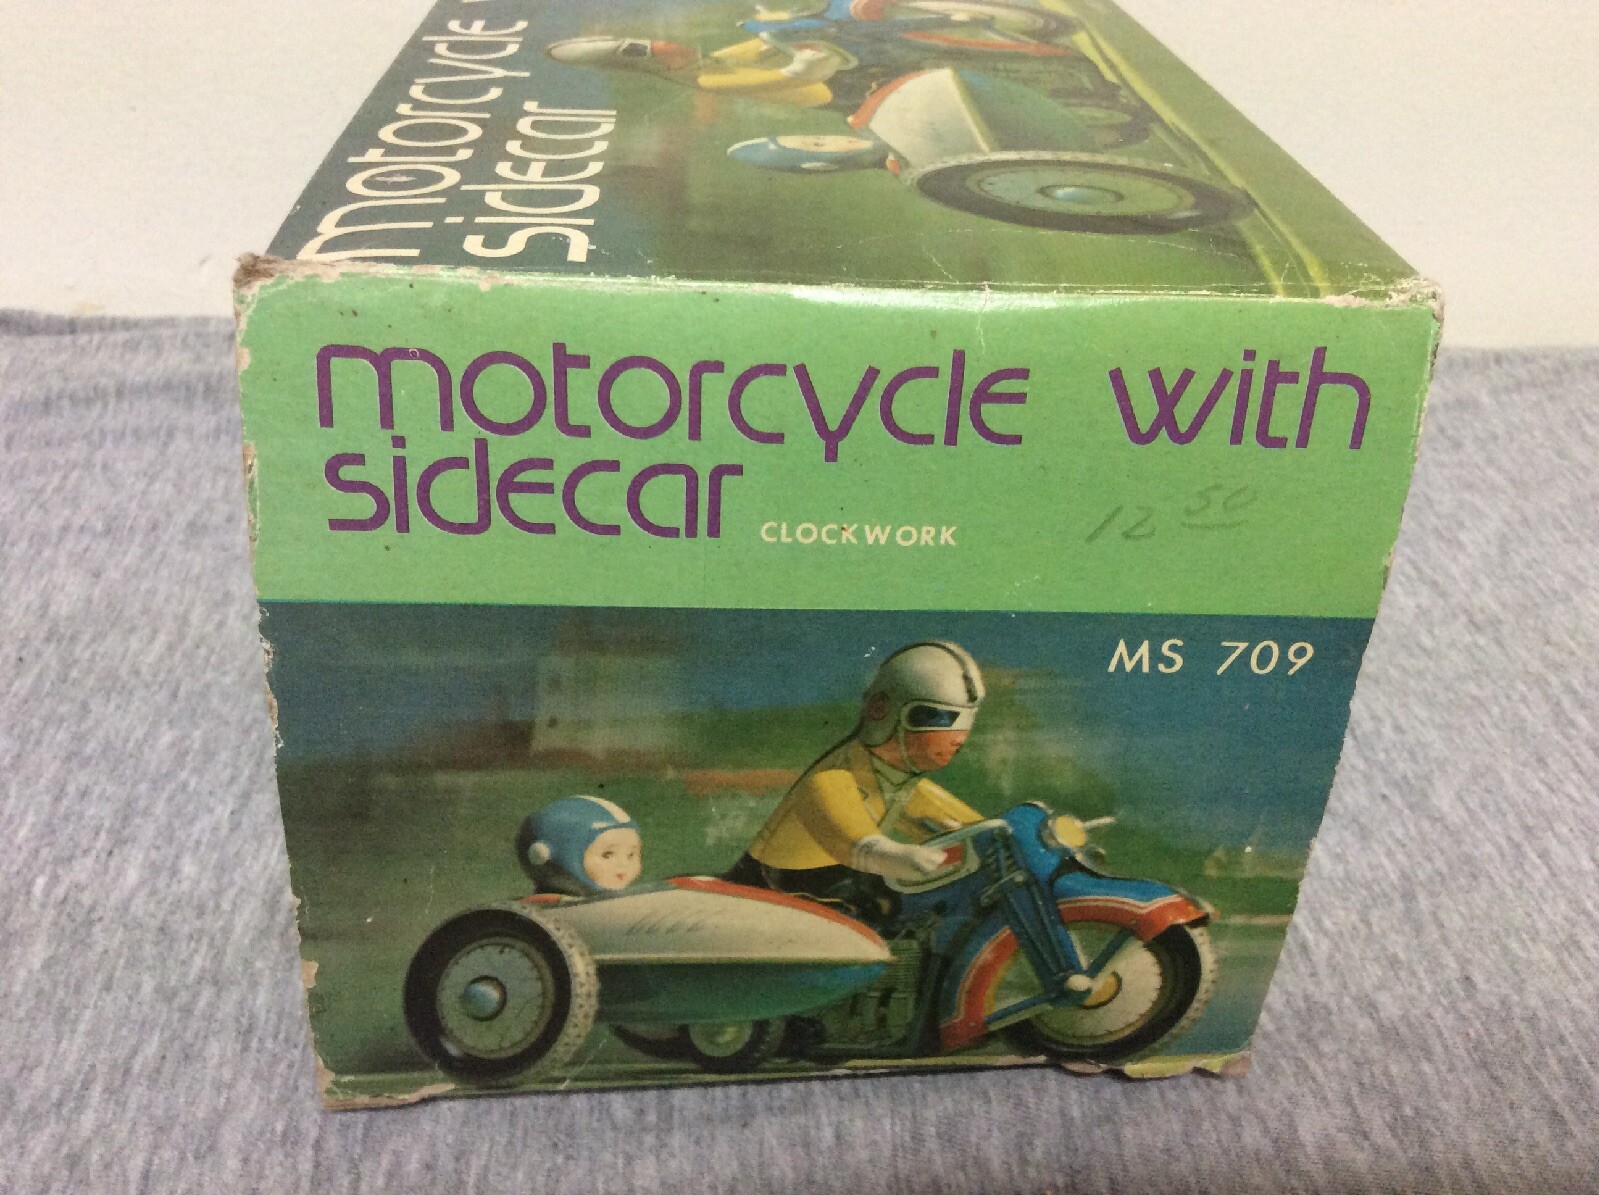 motorcycle
sidecar
motorcycle with
sidecar
CLOCKWORK
12 50
MS 709